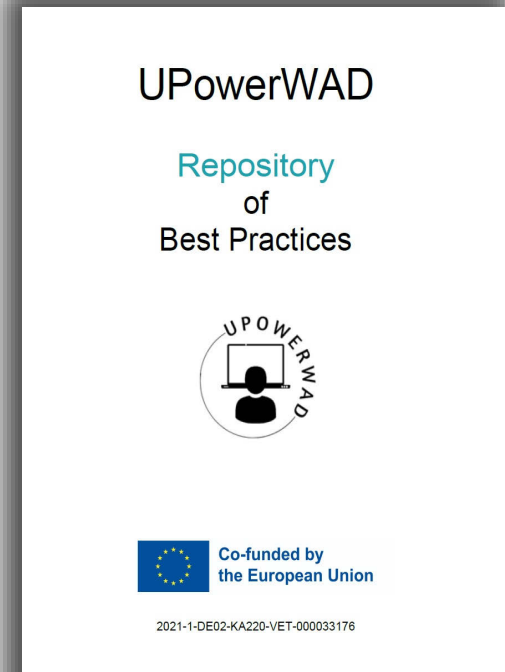 UPowerWAD
Repository
of
Best Practices
UPOWERWAD
Co-funded by
the European Union
2021-1-DE02-KA220-VET-000033176